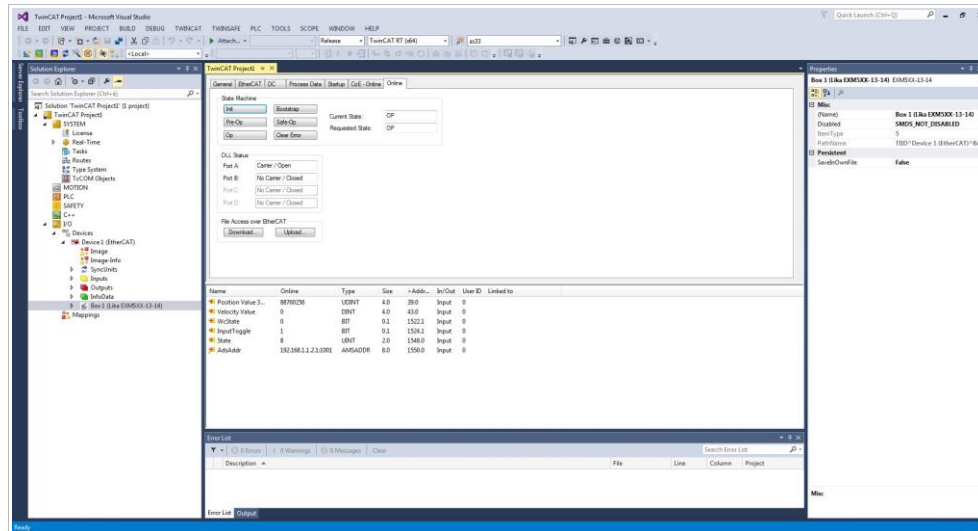 TwinCAT Project1 - Microsoft Visual Studio
Quick Launch (Ctrl+Q)
FILE EDIT VIEW PROJECT BUILD DEBUG TWINCAT TWINSAFE PLC TOOLS SCOPE WINDOW HELP
Attach... Release TwinCAT RT (x64) as33
<Local>
Server Explorer
Toolbox
Solution Explorer
Search Solution Explorer (Ctrl+è)
Solution 'TwinCAT Project1' (1 project)
TwinCAT Project1
SYSTEM
License
Real-Time
Tasks
Routes
Type System
TcCOM Objects
MOTION
PLC
SAFETY
C++
I/O
Devices
Device 1 (EtherCAT)
Image
Image-Info
SyncUnits
Inputs
Outputs
InfoData
Box 1 (Lika EXM5XX-13-14)
Mappings
TwinCAT Project1
General EtherCAT DC Process Data Startup CoE - Online Online
State Machine
Init Bootstrap
Pre-Op Safe-Op
Op Clear Error
Current State: OP
Requested State: OP
DLL Status
Port A: Carrier / Open
Port B: No Carrier / Closed
Port C: No Carrier / Closed
Port D: No Carrier / Closed
File Access over EtherCAT
Download... Upload...
Name Online Type Size >Addr... In/Out User ID Linked to
Position Value 3... 88760256 UDINT 4.0 39.0 Input 0
Velocity Value 0 DINT 4.0 43.0 Input 0
WcState 0 BIT 0.1 1522.1 Input 0
InputToggle 1 BIT 0.1 1524.1 Input 0
State 8 UINT 2.0 1548.0 Input 0
AdsAddr 192.168.1.1.2.1:1001 AMSADDR 8.0 1550.0 Input 0
Error List
0 Errors 0 Warnings 0 Messages Clear
Search Error List
Description File Line Column Project
Error List Output
Properties
Box 1 (Lika EXM5XX-13-14) EXM5XX-13-14
Misc
(Name) Box 1 (Lika EXM5XX-13-14)
Disabled SMDS_NOT_DISABLED
ItemType 5
PathName TIID^Device 1 (EtherCAT)^Bo
Persistent
SaveInOwnFile False
Misc
Ready